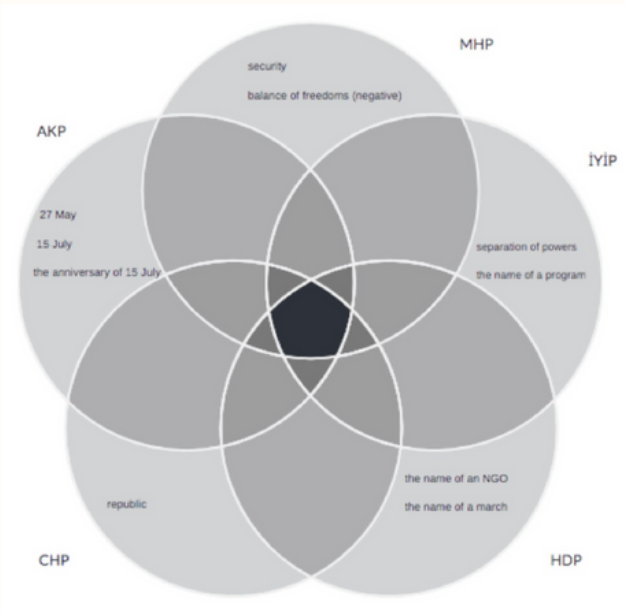 MHP
security
balance of freedoms (negative)
AKP
27 May
15 July
the anniversary of 15 July
İYİP
separation of powers
the name of a program
republic
CHP
the name of an NGO
the name of a march
HDP